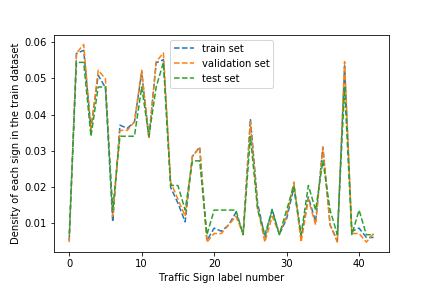 0.06
0.05
0.04
0.03
0.02
0.01
Density of each sign in the train dataset
train set
validation set
test set
0 10 20 30 40
Traffic Sign label number